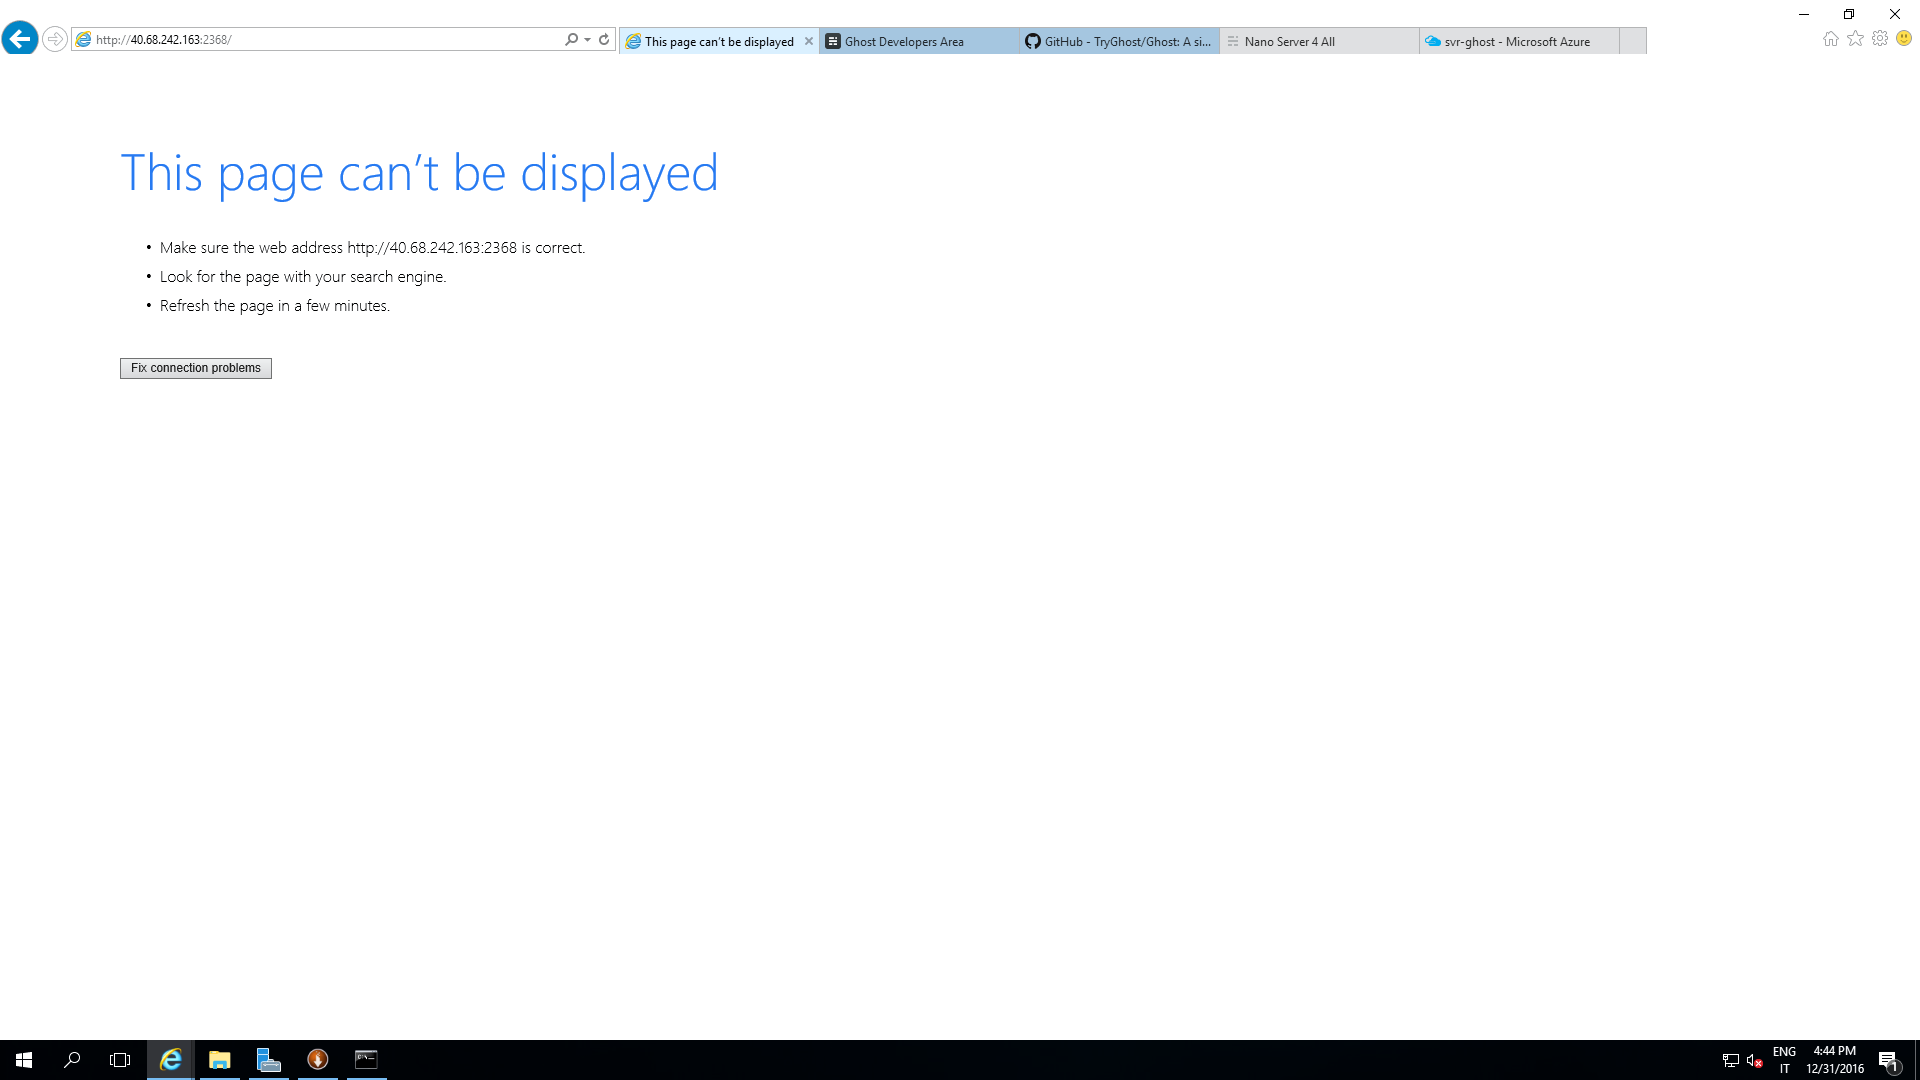 http://40.68.242.163:2368/
This page can't be displayed
Ghost Developers Area
GitHub - TryGhost/Ghost: A si...
Nano Server 4 All
svr-ghost - Microsoft Azure
This page can't be displayed
• Make sure the web address http://40.68.242.163:2368 is correct.
• Look for the page with your search engine.
• Refresh the page in a few minutes.
Fix connection problems
ENG
IT
4:44 PM
12/31/2016
1